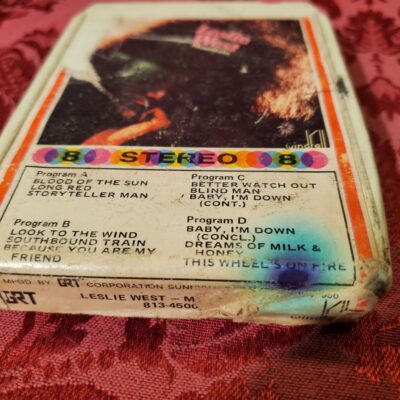 windfall
8 STEREO 8
Program A
BLOOD OF THE SUN
LONG RED
STORYTELLER MAN
Program B
LOOK TO THE WIND
SOUTHBOUND TRAIN
BECAUSE YOU ARE MY
FRIEND
Program C
BETTER WATCH OUT
BLIND MAN
BABY, I'M DOWN
(CONT.)
Program D
BABY, I'M DOWN
(CONCL.)
DREAMS OF MILK &
HONEY
THIS WHEEL'S ON FIRE
MFGD. BY GRT CORPORATION
GRT LESLIE WEST – M
813-4500